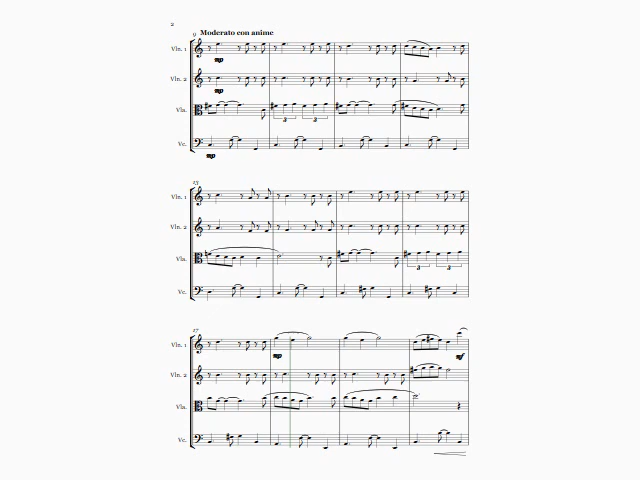 2
9 Moderato con anime
Vln. 1
mp
Vln. 2
mp
Vla.
3 3
Vc.
mp
13
Vln. 1
Vln. 2
Vla.
3 3
Vc.
17
Vln. 1
mp mf
Vln. 2
Vla.
Vc.